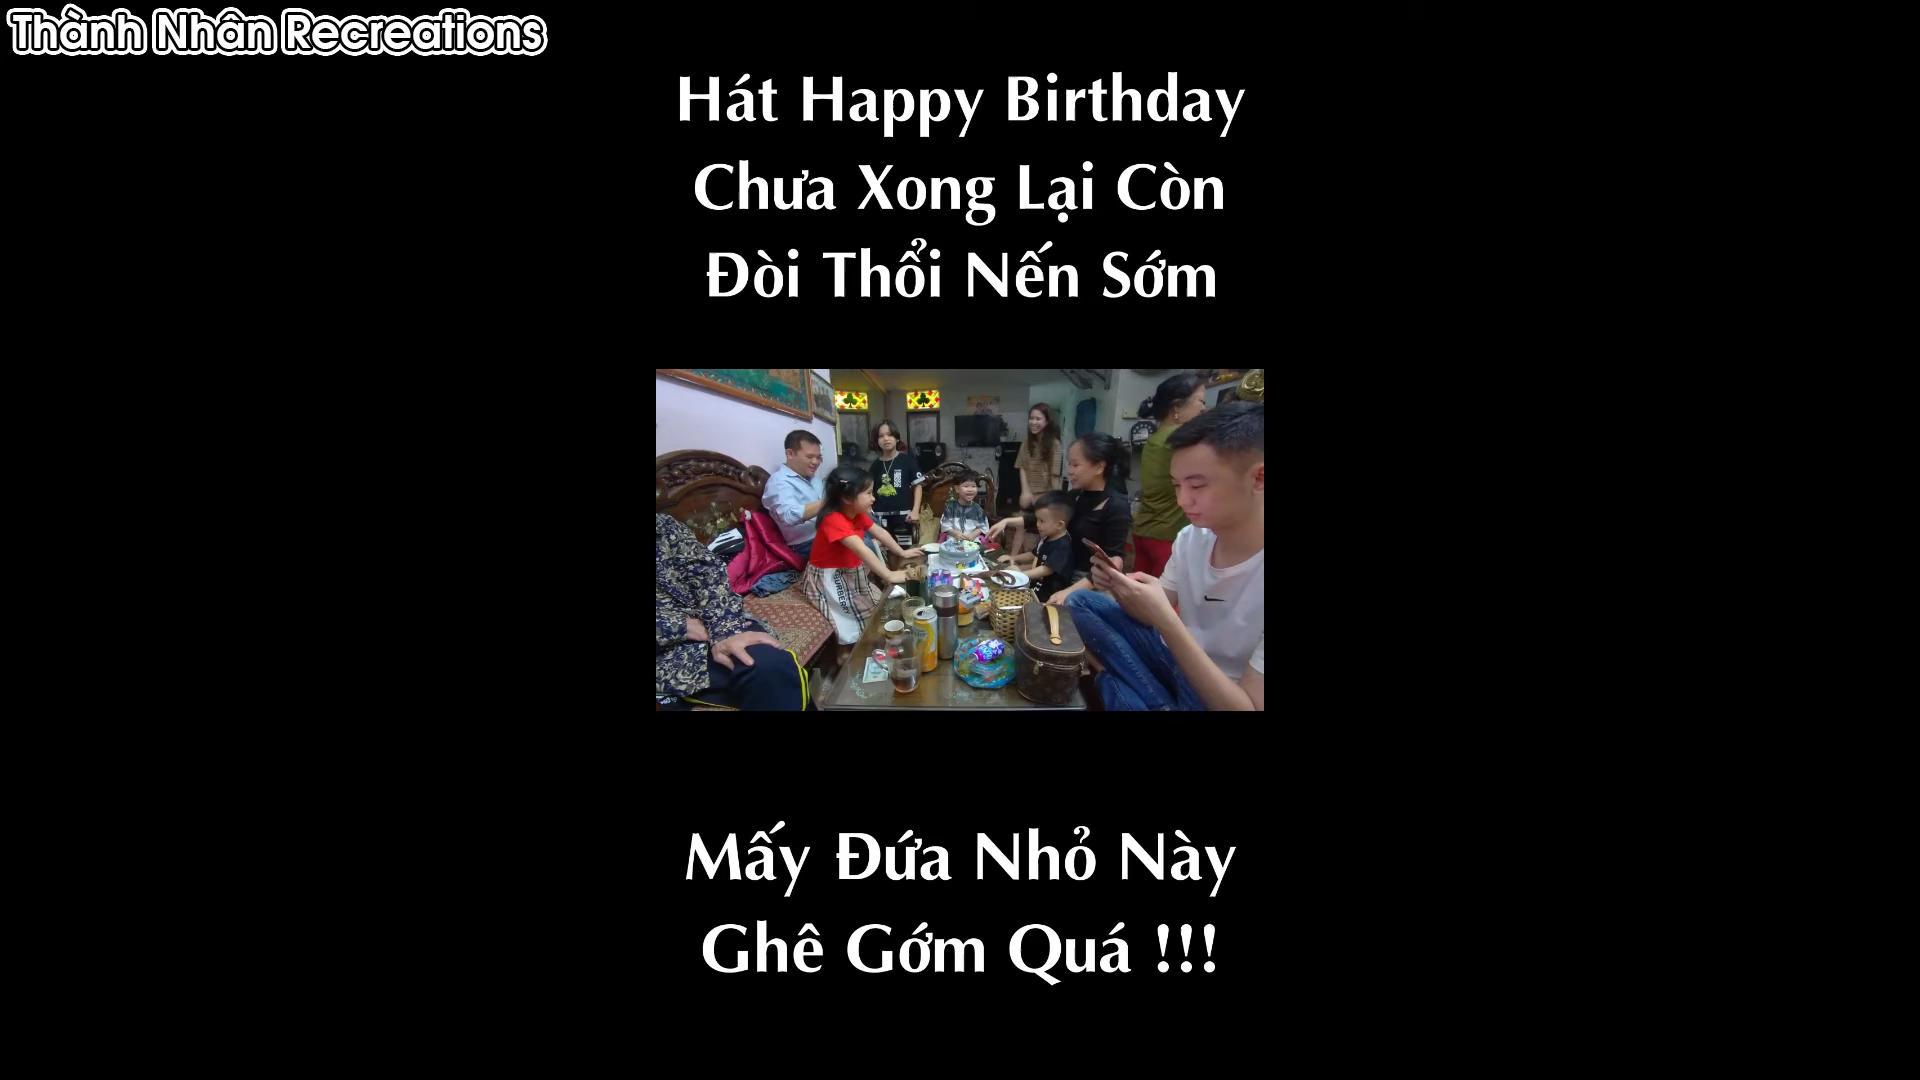 Thành Nhân Recreations
Hát Happy Birthday
Chưa Xong Lại Còn
Đòi Thổi Nến Sớm
BURBERRY
Mấy Đứa Nhỏ Này
Ghê Gớm Quá !!!